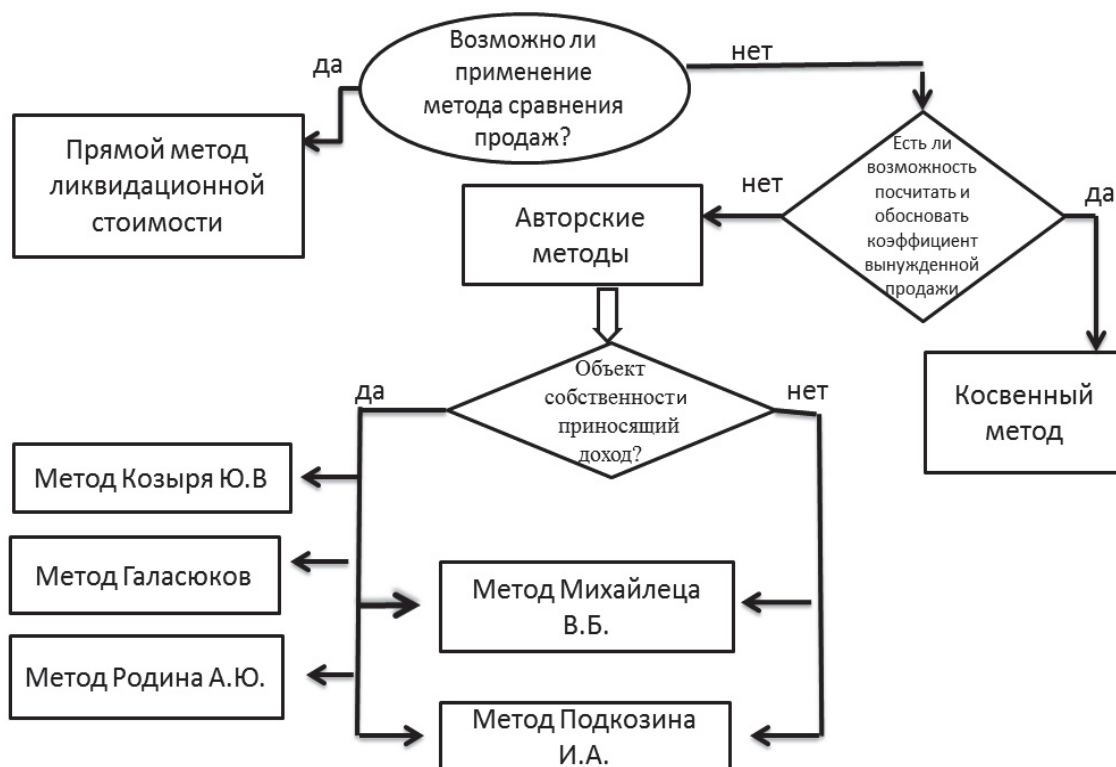 Возможно ли
применение
метода сравнения
продаж?
да
нет
Прямой метод
ликвидационной
стоимости
Есть ли
возможность
посчитать и
обосновать
коэффициент
вынужденной
продажи
нет
да
Авторские
методы
Косвенный
метод
Объект
собственности
приносящий
доход?
да
нет
Метод Козыря Ю.В
Метод Галасюков
Метод Родина А.Ю.
Метод Михайлеца
В.Б.
Метод Подкозина
И.А.